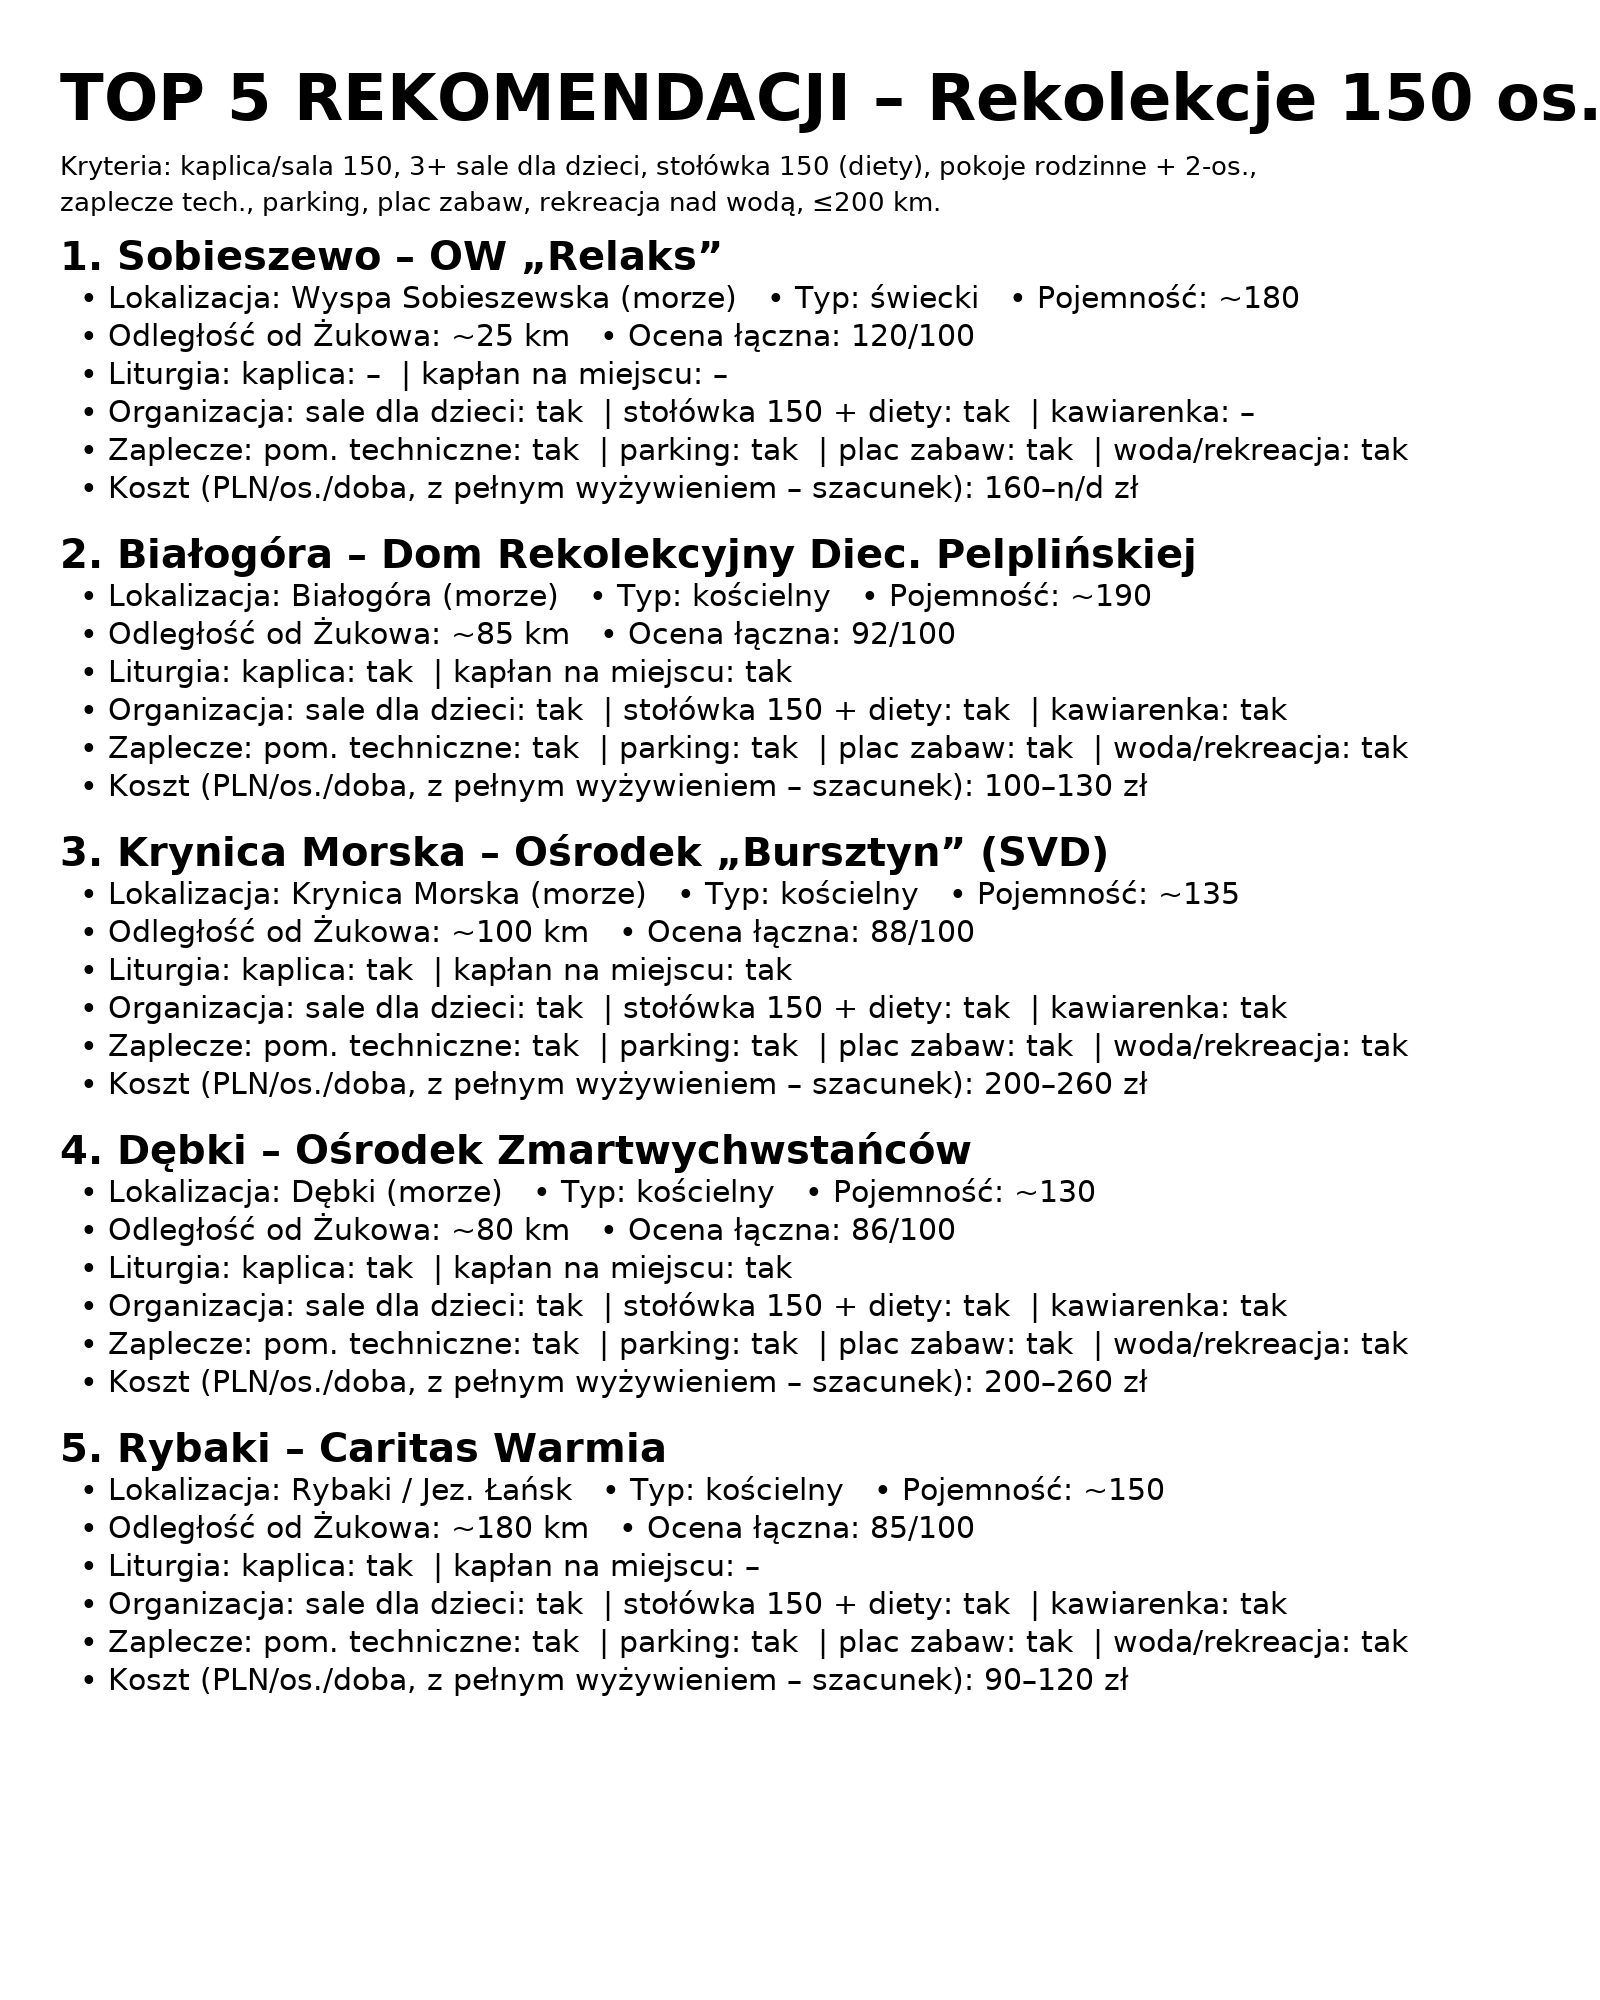 TOP 5 REKOMENDACJI – Rekolekcje 150 os.
Kryteria: kaplica/sala 150, 3+ sale dla dzieci, stołówka 150 (diety), pokoje rodzinne + 2-os.,
zaplecze tech., parking, plac zabaw, rekreacja nad wodą, ≤200 km.
1. Sobieszewo – OW „Relaks”
• Lokalizacja: Wyspa Sobieszewska (morze) • Typ: świecki • Pojemność: ~180
• Odległość od Żukowa: ~25 km • Ocena łączna: 120/100
• Liturgia: kaplica: – | kapłan na miejscu: –
• Organizacja: sale dla dzieci: tak | stołówka 150 + diety: tak | kawiarenka: –
• Zaplecze: pom. techniczne: tak | parking: tak | plac zabaw: tak | woda/rekreacja: tak
• Koszt (PLN/os./doba, z pełnym wyżywieniem – szacunek): 160–n/d zł
2. Białogóra – Dom Rekolekcyjny Diec. Pelplińskiej
• Lokalizacja: Białogóra (morze) • Typ: kościelny • Pojemność: ~190
• Odległość od Żukowa: ~85 km • Ocena łączna: 92/100
• Liturgia: kaplica: tak | kapłan na miejscu: tak
• Organizacja: sale dla dzieci: tak | stołówka 150 + diety: tak | kawiarenka: tak
• Zaplecze: pom. techniczne: tak | parking: tak | plac zabaw: tak | woda/rekreacja: tak
• Koszt (PLN/os./doba, z pełnym wyżywieniem – szacunek): 100–130 zł
3. Krynica Morska – Ośrodek „Bursztyn” (SVD)
• Lokalizacja: Krynica Morska (morze) • Typ: kościelny • Pojemność: ~135
• Odległość od Żukowa: ~100 km • Ocena łączna: 88/100
• Liturgia: kaplica: tak | kapłan na miejscu: tak
• Organizacja: sale dla dzieci: tak | stołówka 150 + diety: tak | kawiarenka: tak
• Zaplecze: pom. techniczne: tak | parking: tak | plac zabaw: tak | woda/rekreacja: tak
• Koszt (PLN/os./doba, z pełnym wyżywieniem – szacunek): 200–260 zł
4. Dębki – Ośrodek Zmartwychwstańców
• Lokalizacja: Dębki (morze) • Typ: kościelny • Pojemność: ~130
• Odległość od Żukowa: ~80 km • Ocena łączna: 86/100
• Liturgia: kaplica: tak | kapłan na miejscu: tak
• Organizacja: sale dla dzieci: tak | stołówka 150 + diety: tak | kawiarenka: tak
• Zaplecze: pom. techniczne: tak | parking: tak | plac zabaw: tak | woda/rekreacja: tak
• Koszt (PLN/os./doba, z pełnym wyżywieniem – szacunek): 200–260 zł
5. Rybaki – Caritas Warmia
• Lokalizacja: Rybaki / Jez. Łańsk • Typ: kościelny • Pojemność: ~150
• Odległość od Żukowa: ~180 km • Ocena łączna: 85/100
• Liturgia: kaplica: tak | kapłan na miejscu: –
• Organizacja: sale dla dzieci: tak | stołówka 150 + diety: tak | kawiarenka: tak
• Zaplecze: pom. techniczne: tak | parking: tak | plac zabaw: tak | woda/rekreacja: tak
• Koszt (PLN/os./doba, z pełnym wyżywieniem – szacunek): 90–120 zł